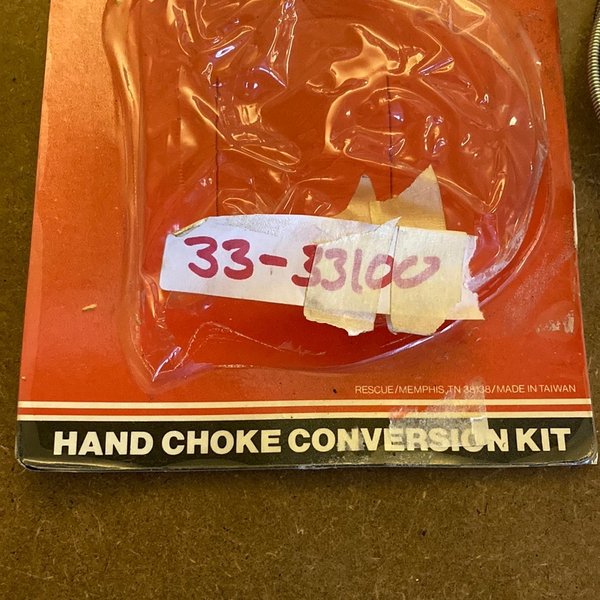 33-33100
RESCUE/MEMPHIS, TN 38138/MADE IN TAIWAN
HAND CHOKE CONVERSION KIT